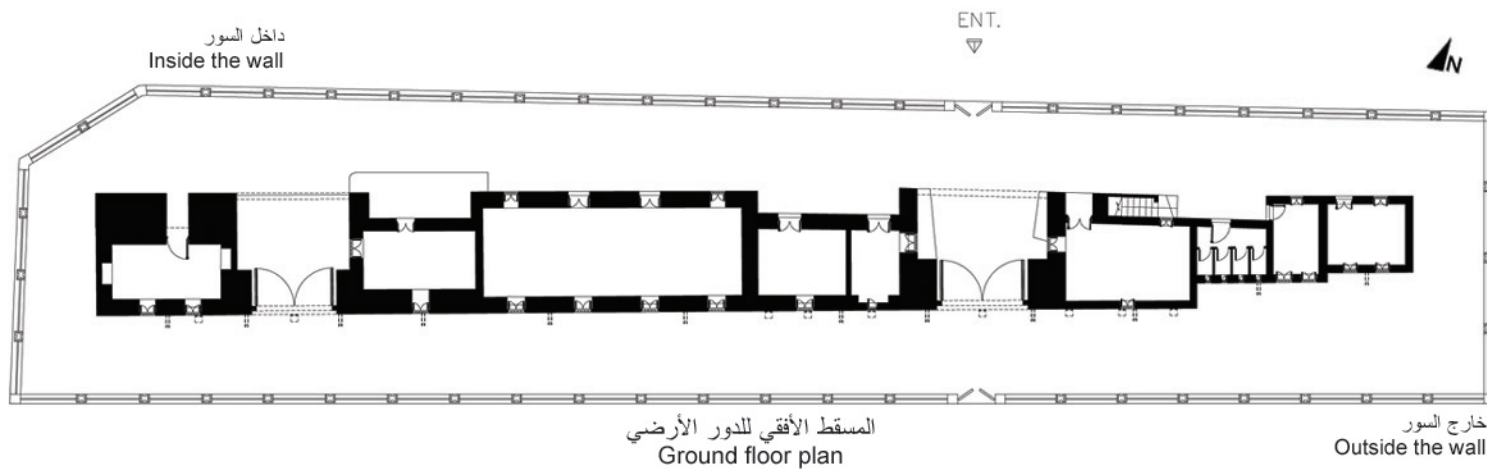 ENT.
داخل السور
Inside the wall
N
المسقط الأفقي للدور الأرضي
Ground floor plan
خارج السور
Outside the wall